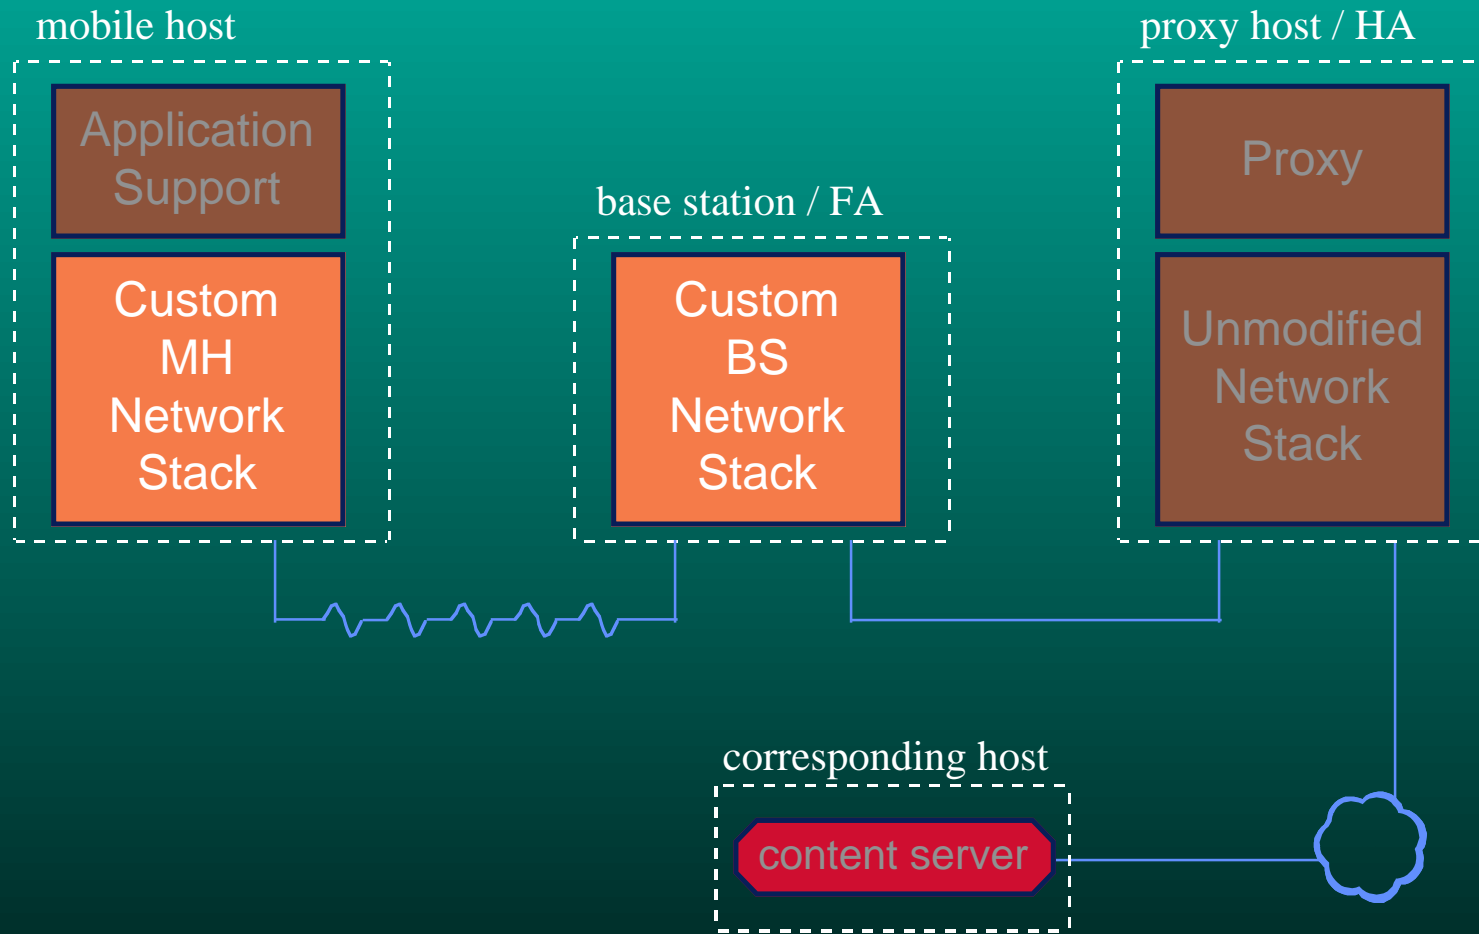 mobile host
proxy host / HA
Application
Support
Proxy
base station / FA
Custom
MH
Network
Stack
Custom
BS
Network
Stack
Unmodified
Network
Stack
corresponding host
content server